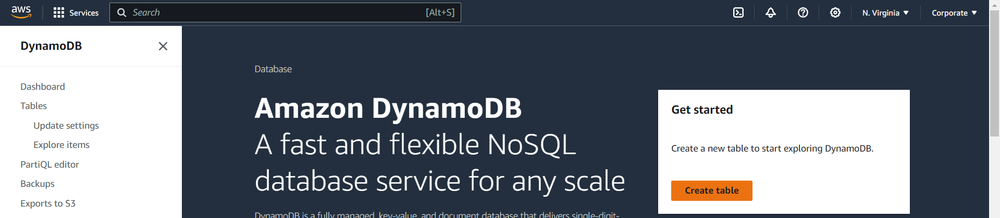 aws
Services
Search [Alt+S]
N. Virginia
Corporate
DynamoDB
Dashboard
Tables
Update settings
Explore items
PartiQL editor
Backups
Exports to S3
Database
Amazon DynamoDB
A fast and flexible NoSQL
database service for any scale
DynamoDB is a fully managed, key-value, and document database that delivers single-digit-
Get started
Create a new table to start exploring DynamoDB.
Create table